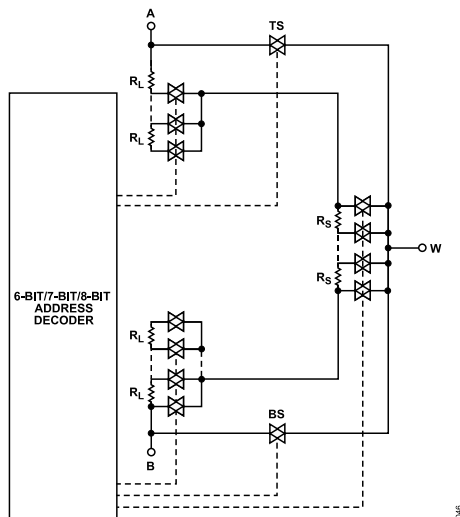 A
TS
RL
RL
RS
W
RS
6-BIT/7-BIT/8-BIT
ADDRESS
DECODER
RL
RL
BS
B